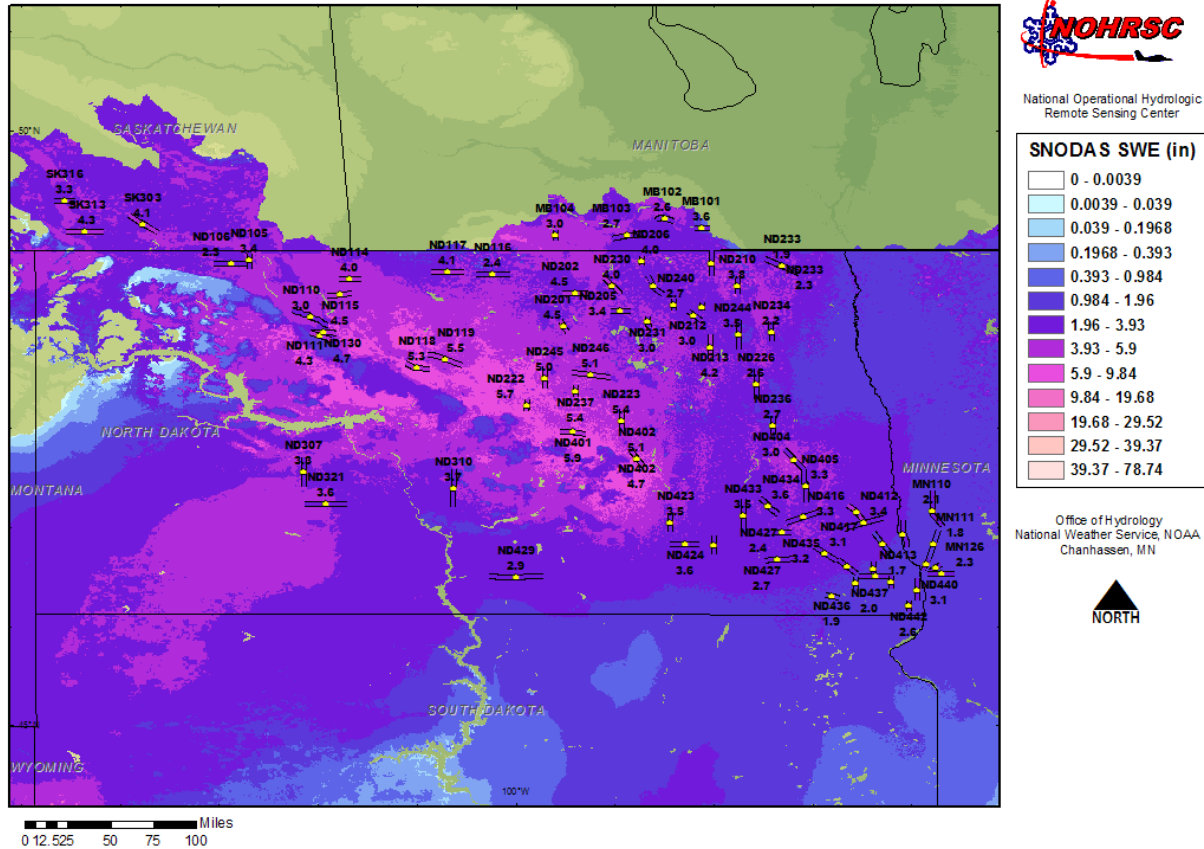 NOHRSC
National Operational Hydrologic
Remote Sensing Center
SNODAS SWE (in)
0 - 0.0039
0.0039 - 0.039
0.039 - 0.1968
0.1968 - 0.393
0.393 - 0.984
0.984 - 1.96
1.96 - 3.93
3.93 - 5.9
5.9 - 9.84
9.84 - 19.68
19.68 - 29.52
29.52 - 39.37
39.37 - 78.74
Office of Hydrology
National Weather Service, NOAA
Chanhassen, MN
NORTH
50°N
SASKATCHEWAN
MANITOBA
SK316
3.3
SK313
4.3
SK303
4.1
MB104
3.0
MB103
2.7
MB102
2.6
MB101
3.6
ND106
2.3
ND105
3.4
ND114
4.0
ND117
4.1
ND116
2.4
ND206
4.0
ND233
1.9
ND233
2.3
ND202
4.5
ND230
4.0
ND240
2.7
ND210
3.8
ND110
3.0
ND115
4.5
ND201
4.5
ND205
3.4
ND244
3.5
ND234
2.2
ND111
4.3
ND130
4.7
ND118
5.3
ND119
5.5
ND231
3.0
ND212
3.0
ND213
4.2
ND226
2.6
ND245
5.0
ND246
5.1
ND222
5.7
ND237
5.4
ND223
5.4
ND236
2.7
NORTH DAKOTA
ND401
5.9
ND402
5.1
ND402
4.7
ND404
3.0
ND405
3.3
MINNESOTA
MONTANA
ND307
3.3
ND321
3.6
ND310
3.7
ND423
3.5
ND433
3.5
ND434
3.6
ND416
3.3
ND412
3.4
MN110
2.1
MN111
1.8
MN126
2.3
ND424
3.6
ND427
2.4
ND427
2.7
ND435
3.2
3.1
ND413
1.7
ND429
2.9
ND436
1.9
ND437
2.0
ND440
3.1
ND442
2.6
SOUTH DAKOTA
45°N
WYOMING
100°W
Miles
0 12.525 50 75 100